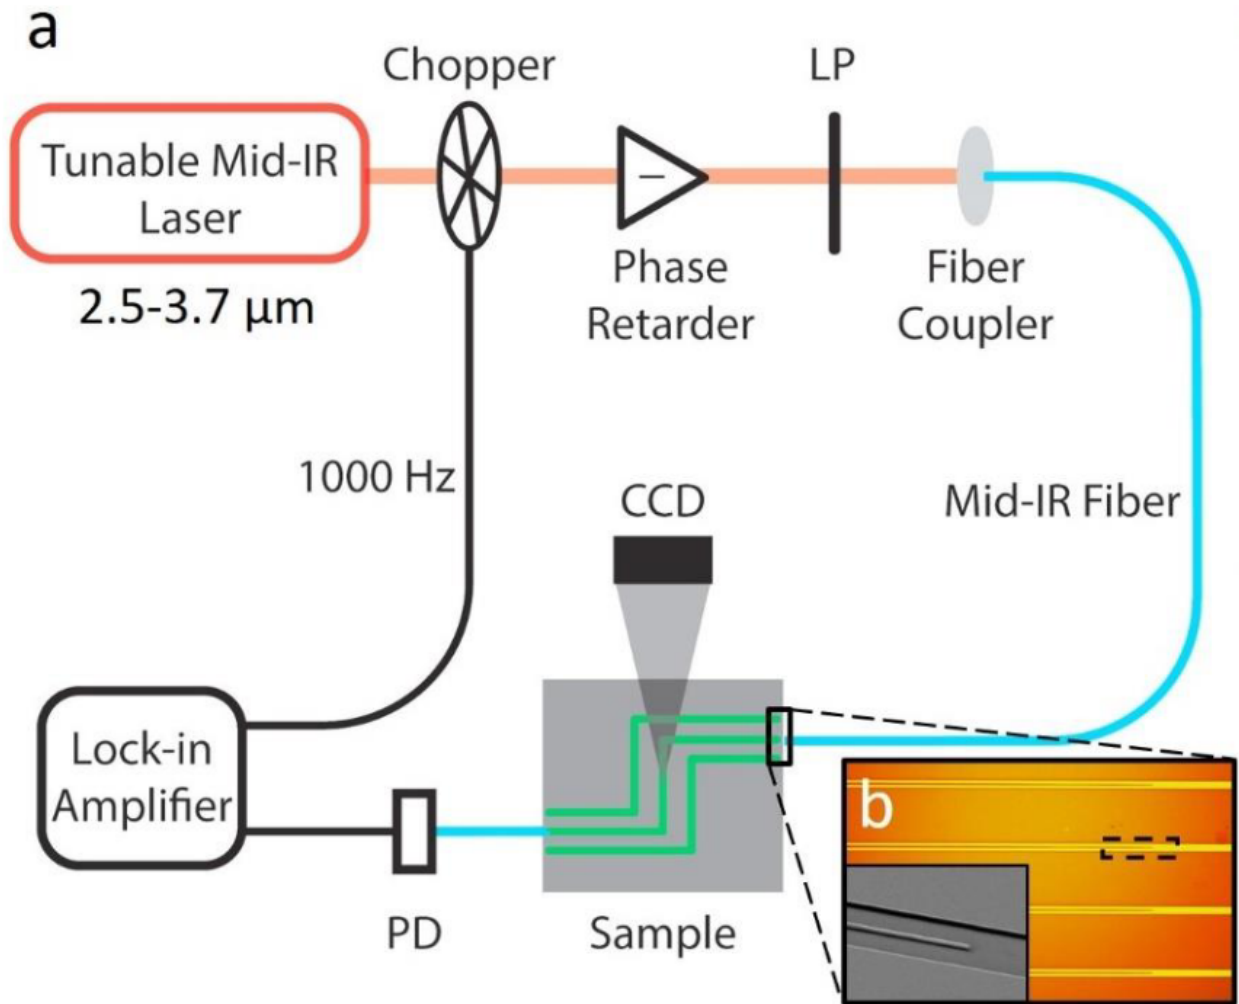 a
Chopper
LP
Tunable Mid-IR
Laser
2.5-3.7 μm
Phase
Retarder
Fiber
Coupler
1000 Hz
CCD
Mid-IR Fiber
Lock-in
Amplifier
PD
Sample
b